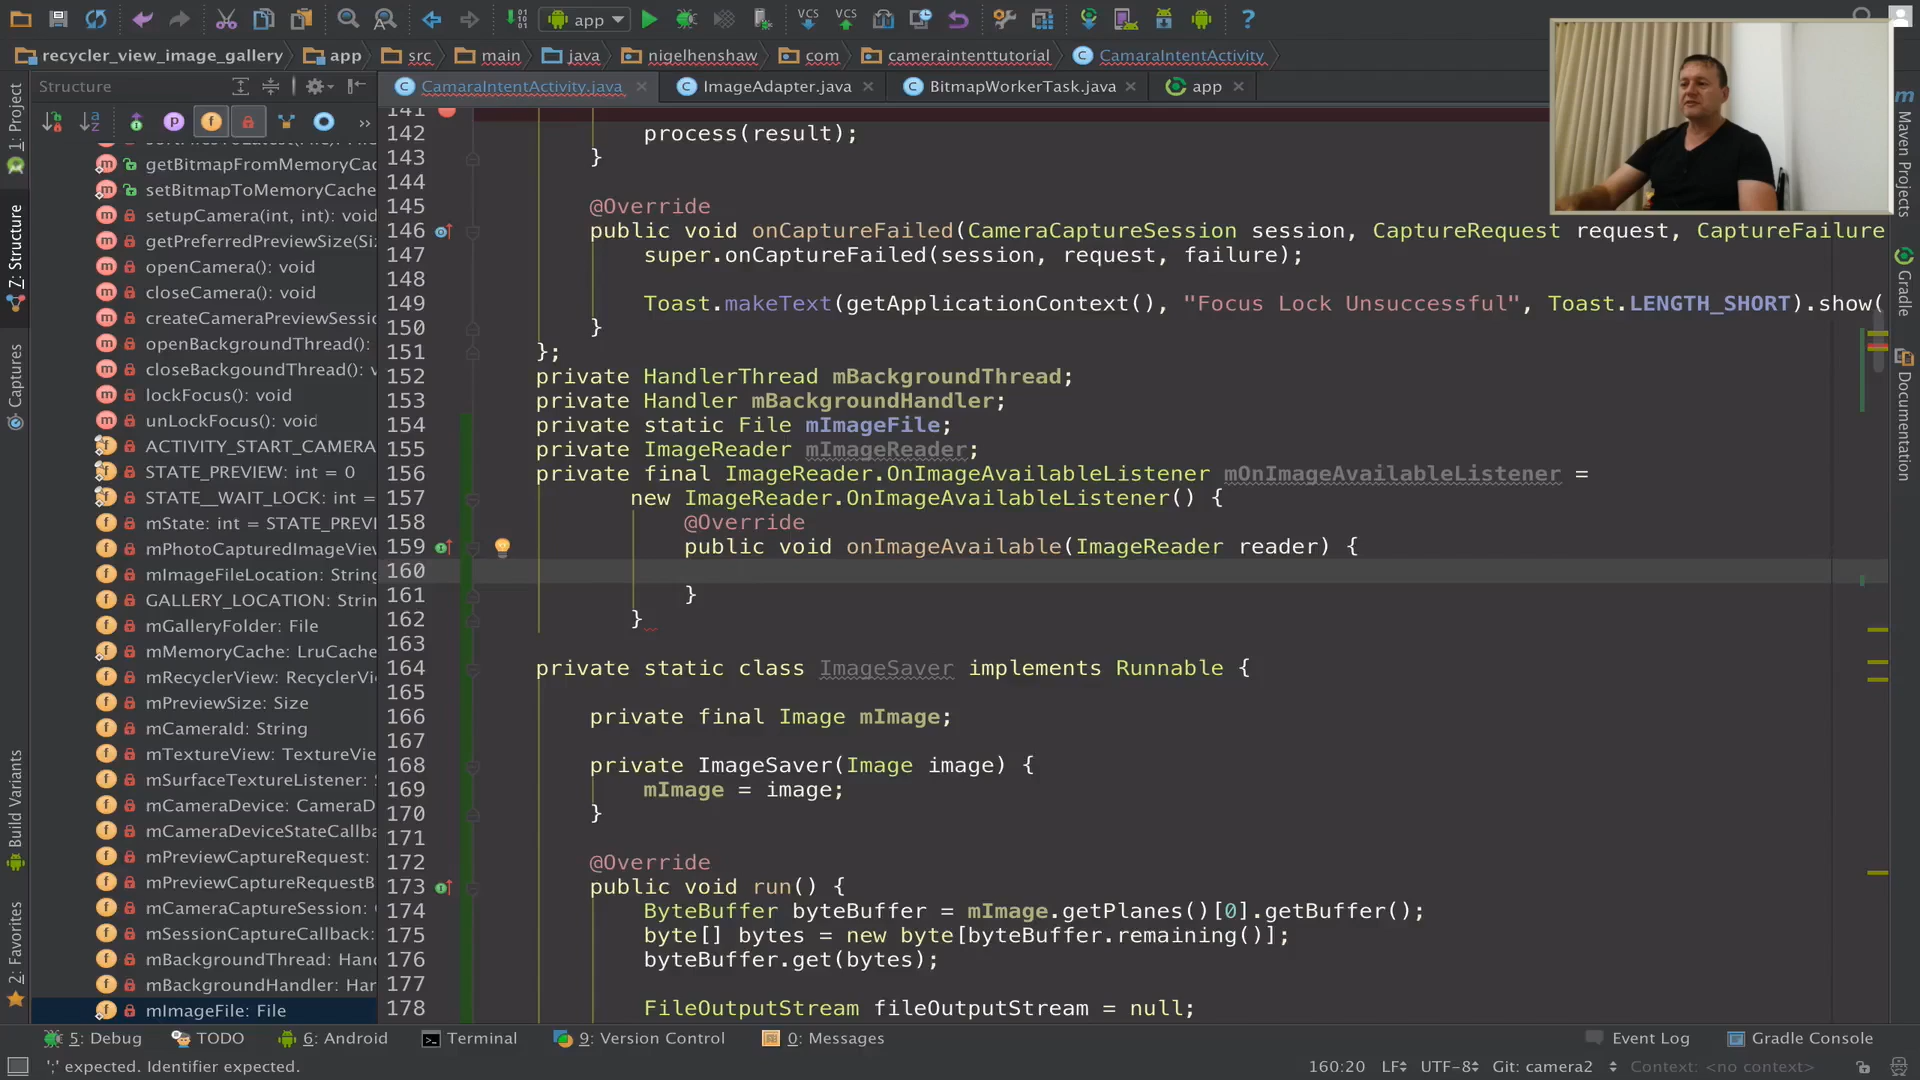 app
VCS
VCS
recycler_view_image_gallery
app
src
main
java
nigelhenshaw
com
cameraintenttutorial
CamaraIntentActivity
Structure
CamaraIntentActivity.java
ImageAdapter.java
BitmapWorkerTask.java
app
1: Project
7: Structure
Captures
Build Variants
2: Favorites
Maven Projects
Gradle
Documentation
getBitmapFromMemoryCac
setBitmapToMemoryCache
setupCamera(int, int): void
getPreferredPreviewSize(Siz
openCamera(): void
closeCamera(): void
createCameraPreviewSessi
openBackgroundThread():
closeBackgoundThread(): v
lockFocus(): void
unLockFocus(): void
ACTIVITY_START_CAMERA
STATE_PREVIEW: int = 0
STATE__WAIT_LOCK: int =
mState: int = STATE_PREVI
mPhotoCapturedImageView
mImageFileLocation: String
GALLERY_LOCATION: String
mGalleryFolder: File
mMemoryCache: LruCache
mRecyclerView: RecyclerVi
mPreviewSize: Size
mCameraId: String
mTextureView: TextureVie
mSurfaceTextureListener:
mCameraDevice: CameraD
mCameraDeviceStateCallba
mPreviewCaptureRequest:
mPreviewCaptureRequestB
mCameraCaptureSession:
mSessionCaptureCallback:
mBackgroundThread: Hand
mBackgroundHandler: Han
mImageFile: File
141
142 process(result);
143 }
144
145 @Override
146 public void onCaptureFailed(CameraCaptureSession session, CaptureRequest request, CaptureFailure
147 super.onCaptureFailed(session, request, failure);
148
149 Toast.makeText(getApplicationContext(), "Focus Lock Unsuccessful", Toast.LENGTH_SHORT).show(
150 }
151 };
152 private HandlerThread mBackgroundThread;
153 private Handler mBackgroundHandler;
154 private static File mImageFile;
155 private ImageReader mImageReader;
156 private final ImageReader.OnImageAvailableListener mOnImageAvailableListener =
157 new ImageReader.OnImageAvailableListener() {
158 @Override
159 public void onImageAvailable(ImageReader reader) {
160
161 }
162 }
163
164 private static class ImageSaver implements Runnable {
165
166 private final Image mImage;
167
168 private ImageSaver(Image image) {
169 mImage = image;
170 }
171
172 @Override
173 public void run() {
174 ByteBuffer byteBuffer = mImage.getPlanes()[0].getBuffer();
175 byte[] bytes = new byte[byteBuffer.remaining()];
176 byteBuffer.get(bytes);
177
178 FileOutputStream fileOutputStream = null;
5: Debug
TODO
6: Android
Terminal
9: Version Control
0: Messages
Event Log
Gradle Console
';' expected. Identifier expected.
160:20
LF
UTF-8
Git: camera2
Context: <no context>